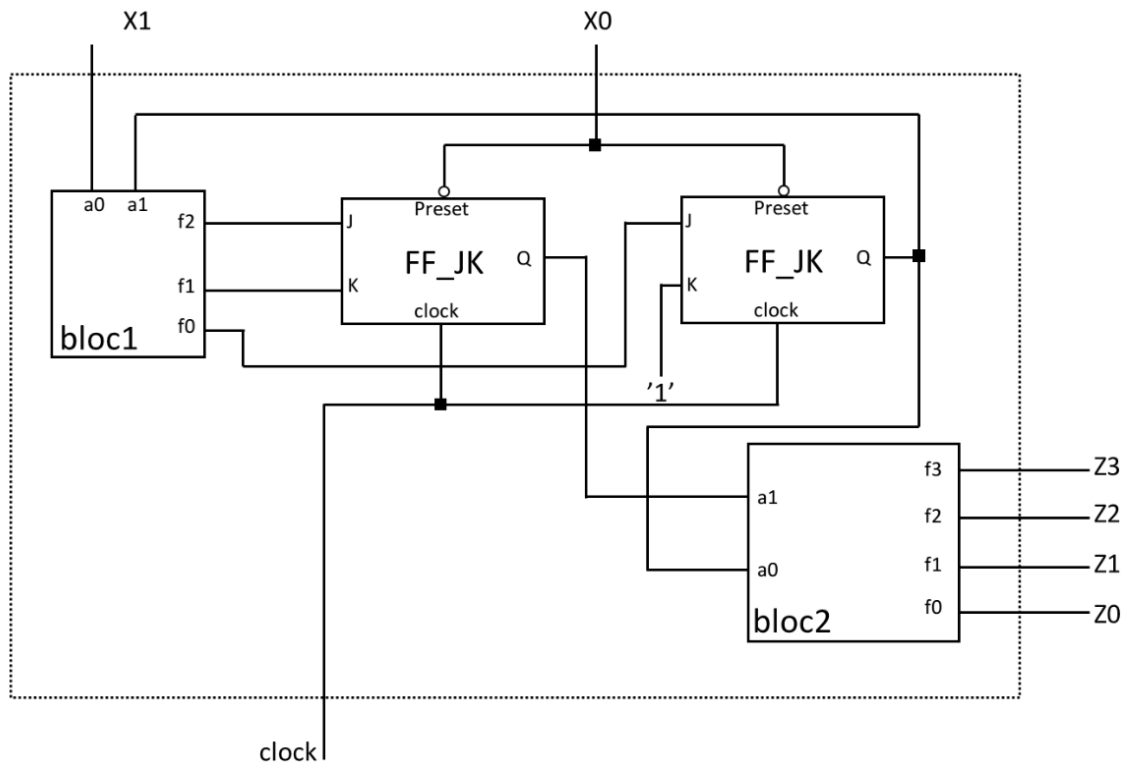 X1 X0
a0 a1
f2
f1
f0
bloc1
Preset
J
FF_JK
Q
K
clock
Preset
J
FF_JK
Q
K
clock
'1'
f3
f2
f1
f0
a1
a0
bloc2
Z3
Z2
Z1
Z0
clock